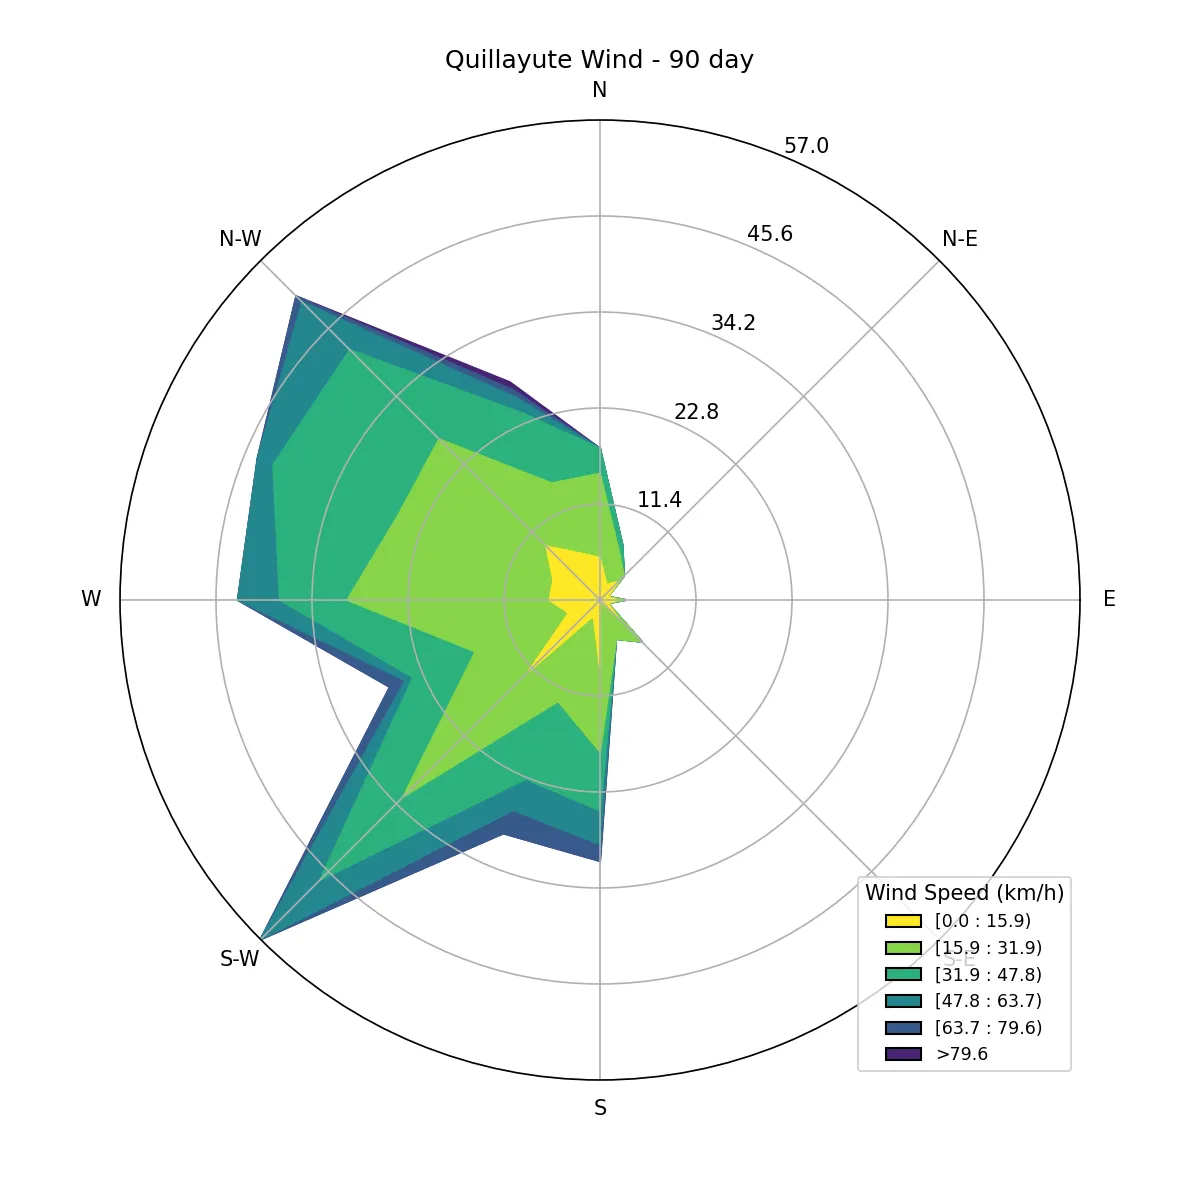 Quillayute Wind - 90 day
N
57.0
N-W
45.6
N-E
34.2
22.8
11.4
W
E
S-W
S-E
S
Wind Speed (km/h)
[0.0 : 15.9)
[15.9 : 31.9)
[31.9 : 47.8)
[47.8 : 63.7)
[63.7 : 79.6)
>79.6